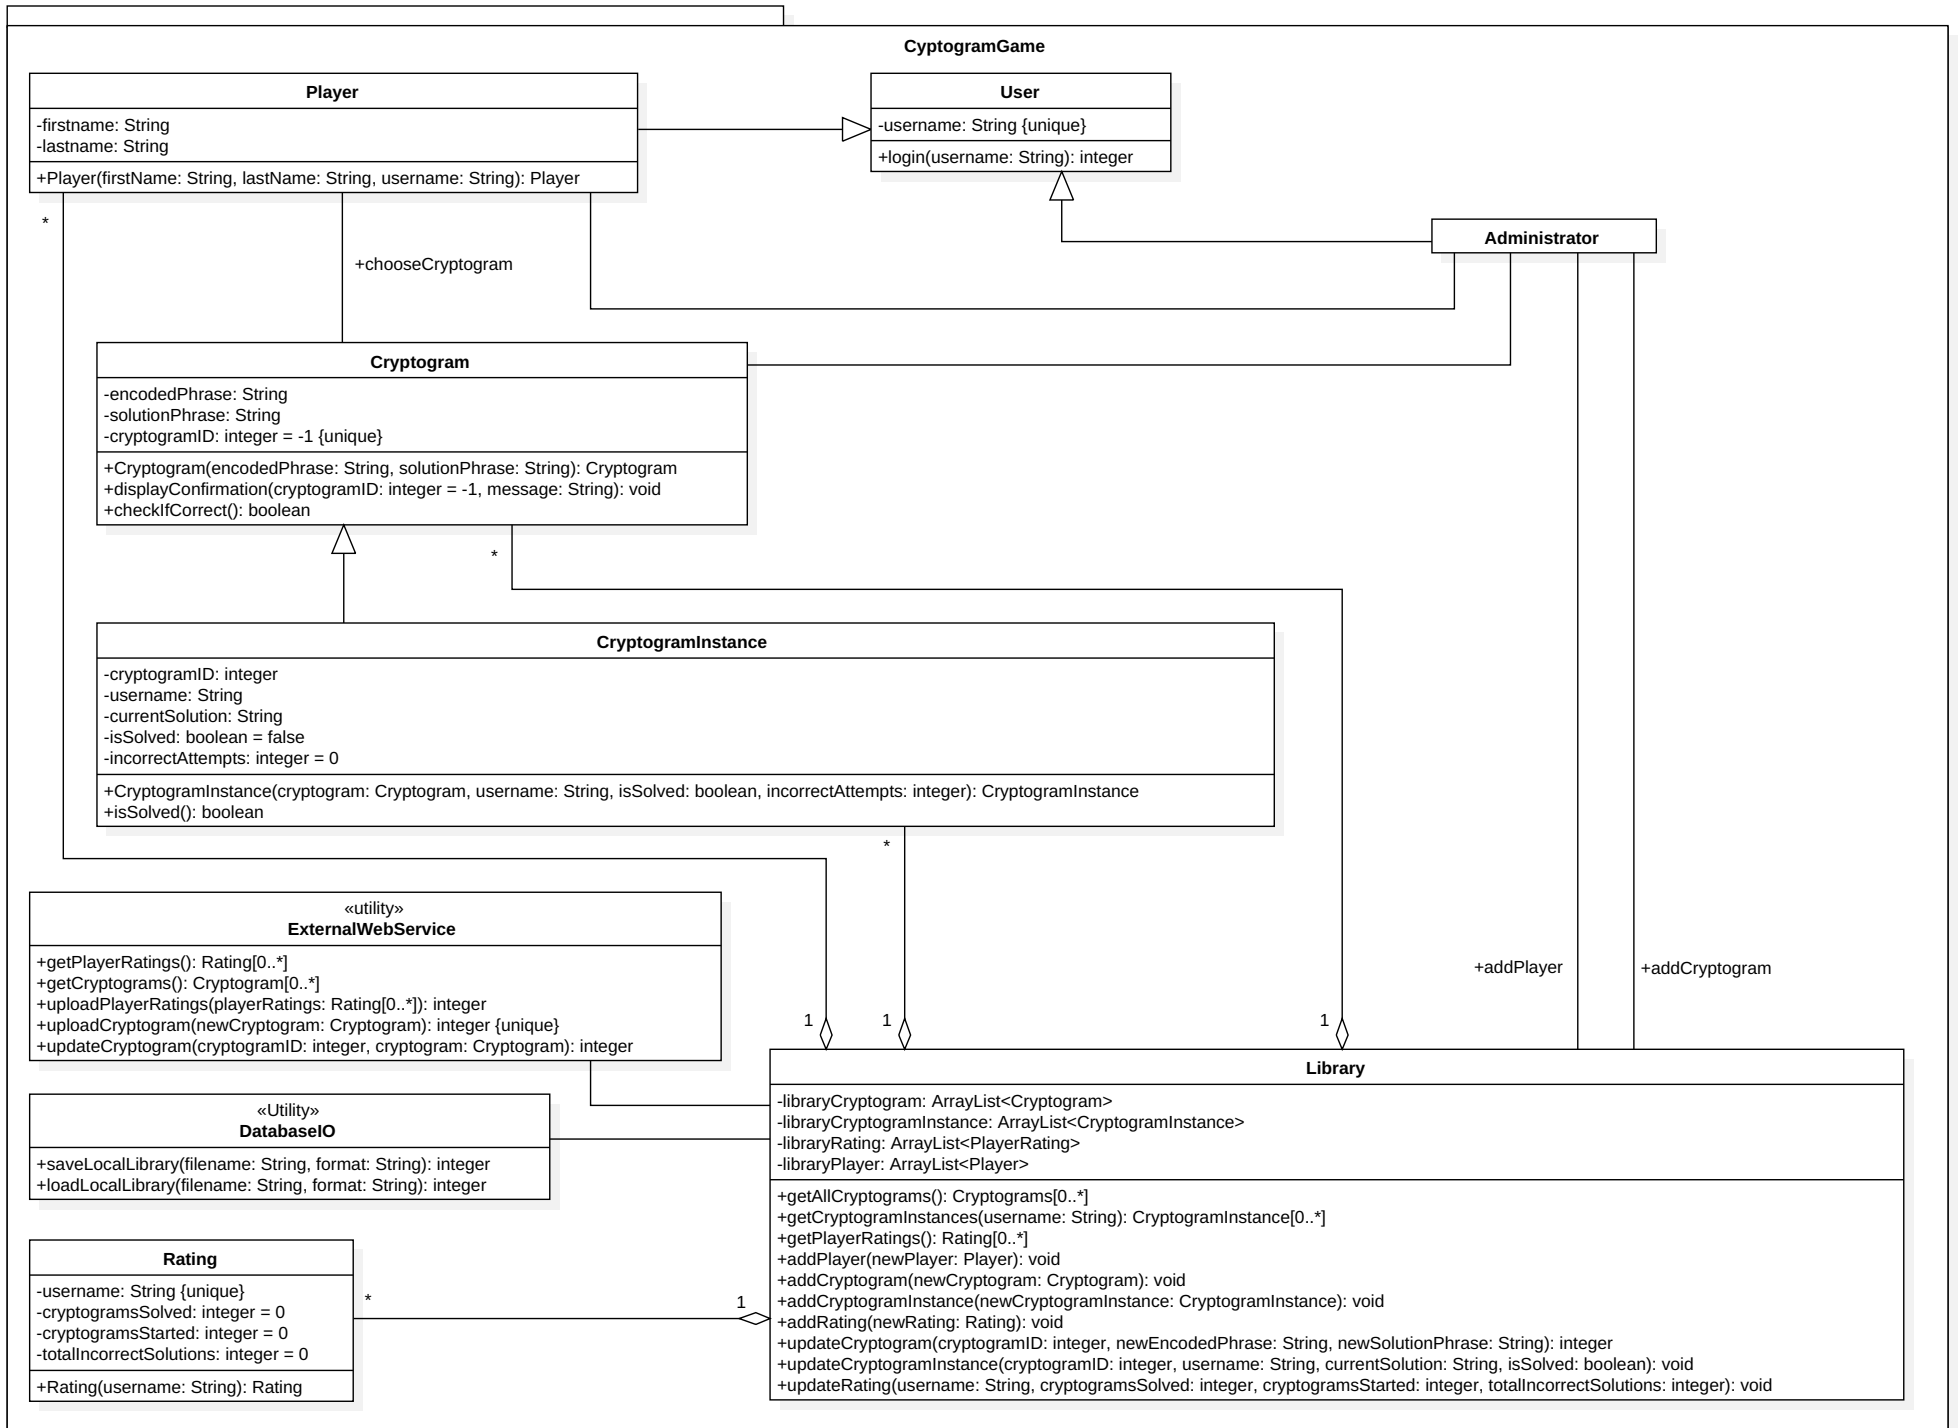 CyptogramGame
Player
-firstname: String
-lastname: String
+Player(firstName: String, lastName: String, username: String): Player
User
-username: String {unique}
+login(username: String): integer
Administrator
*
+chooseCryptogram
Cryptogram
-encodedPhrase: String
-solutionPhrase: String
-cryptogramID: integer = -1 {unique}
+Cryptogram(encodedPhrase: String, solutionPhrase: String): Cryptogram
+displayConfirmation(cryptogramID: integer = -1, message: String): void
+checkIfCorrect(): boolean
*
CryptogramInstance
-cryptogramID: integer
-username: String
-currentSolution: String
-isSolved: boolean = false
-incorrectAttempts: integer = 0
+CryptogramInstance(cryptogram: Cryptogram, username: String, isSolved: boolean, incorrectAttempts: integer): CryptogramInstance
+isSolved(): boolean
*
«utility»
ExternalWebService
+getPlayerRatings(): Rating[0..*]
+getCryptograms(): Cryptogram[0..*]
+uploadPlayerRatings(playerRatings: Rating[0..*]): integer
+uploadCryptogram(newCryptogram: Cryptogram): integer {unique}
+updateCryptogram(cryptogramID: integer, cryptogram: Cryptogram): integer
+addPlayer
+addCryptogram
1
1
1
«Utility»
DatabaseIO
+saveLocalLibrary(filename: String, format: String): integer
+loadLocalLibrary(filename: String, format: String): integer
Library
-libraryCryptogram: ArrayList<Cryptogram>
-libraryCryptogramInstance: ArrayList<CryptogramInstance>
-libraryRating: ArrayList<PlayerRating>
-libraryPlayer: ArrayList<Player>
+getAllCryptograms(): Cryptograms[0..*]
+getCryptogramInstances(username: String): CryptogramInstance[0..*]
+getPlayerRatings(): Rating[0..*]
+addPlayer(newPlayer: Player): void
+addCryptogram(newCryptogram: Cryptogram): void
+addCryptogramInstance(newCryptogramInstance: CryptogramInstance): void
+addRating(newRating: Rating): void
+updateCryptogram(cryptogramID: integer, newEncodedPhrase: String, newSolutionPhrase: String): integer
+updateCryptogramInstance(cryptogramID: integer, username: String, currentSolution: String, isSolved: boolean): void
+updateRating(username: String, cryptogramsSolved: integer, cryptogramsStarted: integer, totalIncorrectSolutions: integer): void
Rating
-username: String {unique}
-cryptogramsSolved: integer = 0
-cryptogramsStarted: integer = 0
-totalIncorrectSolutions: integer = 0
+Rating(username: String): Rating
*
1